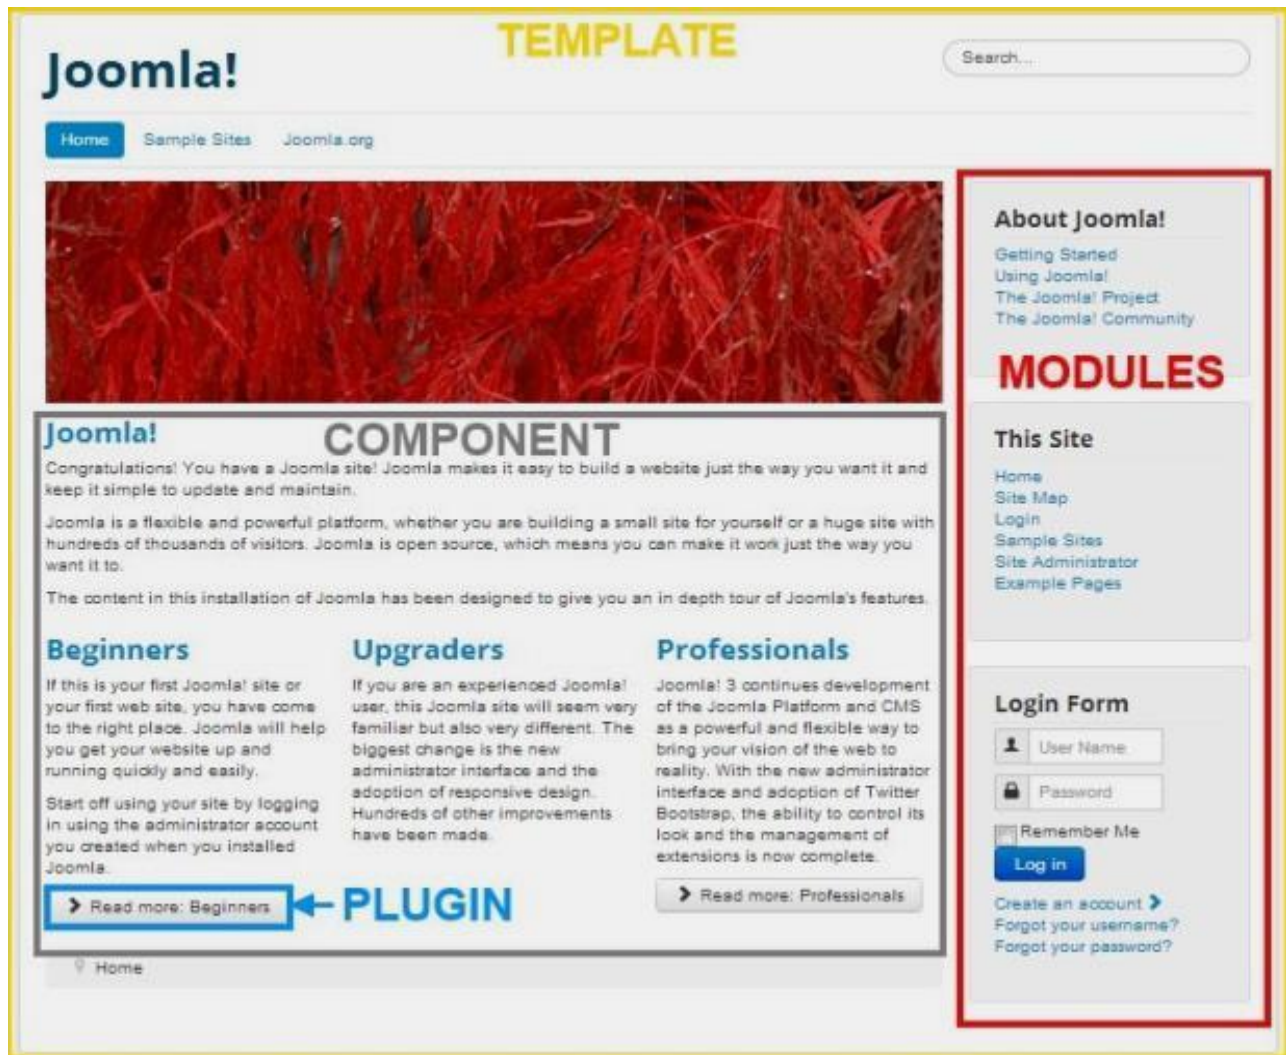 TEMPLATE
Joomla!
Search...
Home Sample Sites Joomla.org
Joomla!
COMPONENT
Congratulations! You have a Joomla site! Joomla makes it easy to build a website just the way you want it and
keep it simple to update and maintain.
Joomla is a flexible and powerful platform, whether you are building a small site for yourself or a huge site with
hundreds of thousands of visitors. Joomla is open source, which means you can make it work just the way you
want it to.
The content in this installation of Joomla has been designed to give you an in depth tour of Joomla's features.
Beginners
If this is your first Joomla! site or
your first web site, you have come
to the right place. Joomla will help
you get your website up and
running quickly and easily.
Start off using your site by logging
in using the administrator account
you created when you installed
Joomla.
Read more: Beginners
PLUGIN
Upgraders
If you are an experienced Joomla!
user, this Joomla site will seem very
familiar but also very different. The
biggest change is the new
administrator interface and the
adoption of responsive design.
Hundreds of other improvements
have been made.
Professionals
Joomla! 3 continues development
of the Joomla Platform and CMS
as a powerful and flexible way to
bring your vision of the web to
reality. With the new administrator
interface and adoption of Twitter
Bootstrap, the ability to control its
look and the management of
extensions is now complete.
Read more: Professionals
Home
About Joomla!
Getting Started
Using Joomla!
The Joomla! Project
The Joomla! Community
MODULES
This Site
Home
Site Map
Login
Sample Sites
Site Administrator
Example Pages
Login Form
User Name
Password
Remember Me
Log in
Create an account
Forgot your username?
Forgot your password?